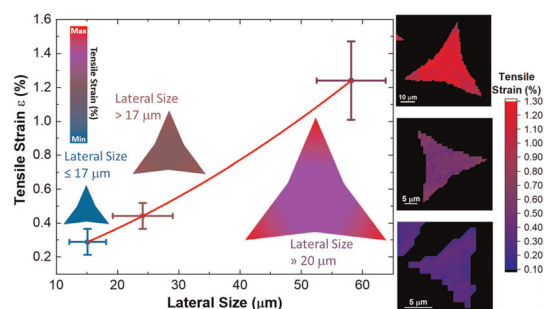 Max
Tensile Strain (%)
Min
Tensile Strain ε (%)
1.6
1.4
1.2
1.0
0.8
0.6
0.4
0.2
Lateral Size
> 17 μm
Lateral Size
≤ 17 μm
Lateral Size
» 20 μm
10 20 30 40 50 60
Lateral Size (μm)
10 μm
5 μm
5 μm
Tensile
Strain (%)
1.30
1.20
1.10
1.00
0.90
0.80
0.70
0.60
0.50
0.40
0.30
0.20
0.10